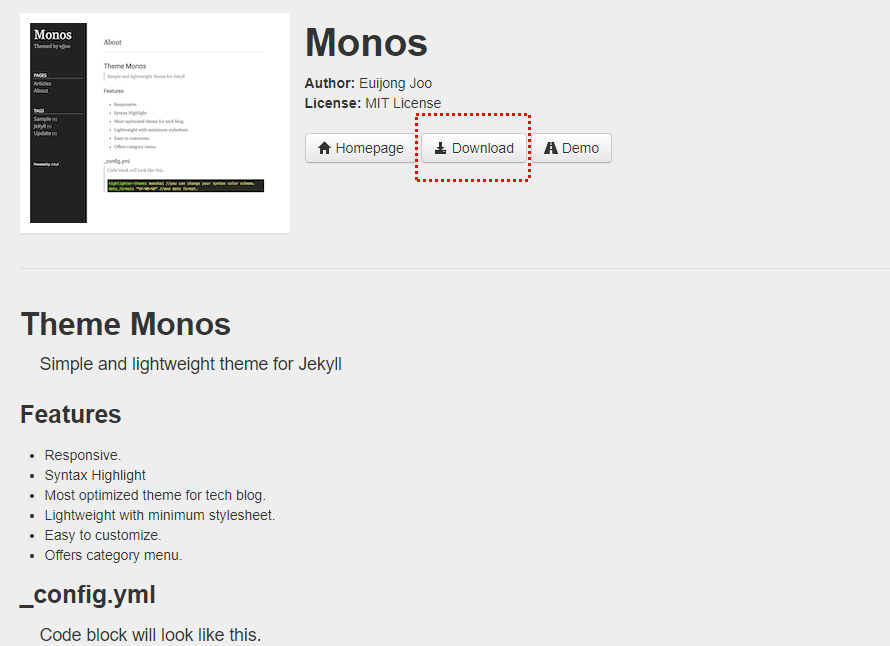 Monos
Themed by ejjoo
PAGES
Articles
About
TAGS
Sample (1)
Jekyll (1)
Update (1)
Powered by Jekyll
About
Theme Monos
Simple and lightweight theme for Jekyll
Features
Responsive.
Syntax Highlight
Most optimized theme for tech blog.
Lightweight with minimum stylesheet.
Easy to customize.
Offers category menu.
_config.yml
Code block will look like this.
highlighter-theme: monokai //you can change your syntax color scheme.
date_format: "%Y-%M-%D" //and date format.
Monos
Author: Euijong Joo
License: MIT License
Homepage Download Demo
Theme Monos
Simple and lightweight theme for Jekyll
Features
• Responsive.
• Syntax Highlight
• Most optimized theme for tech blog.
• Lightweight with minimum stylesheet.
• Easy to customize.
• Offers category menu.
_config.yml
Code block will look like this.